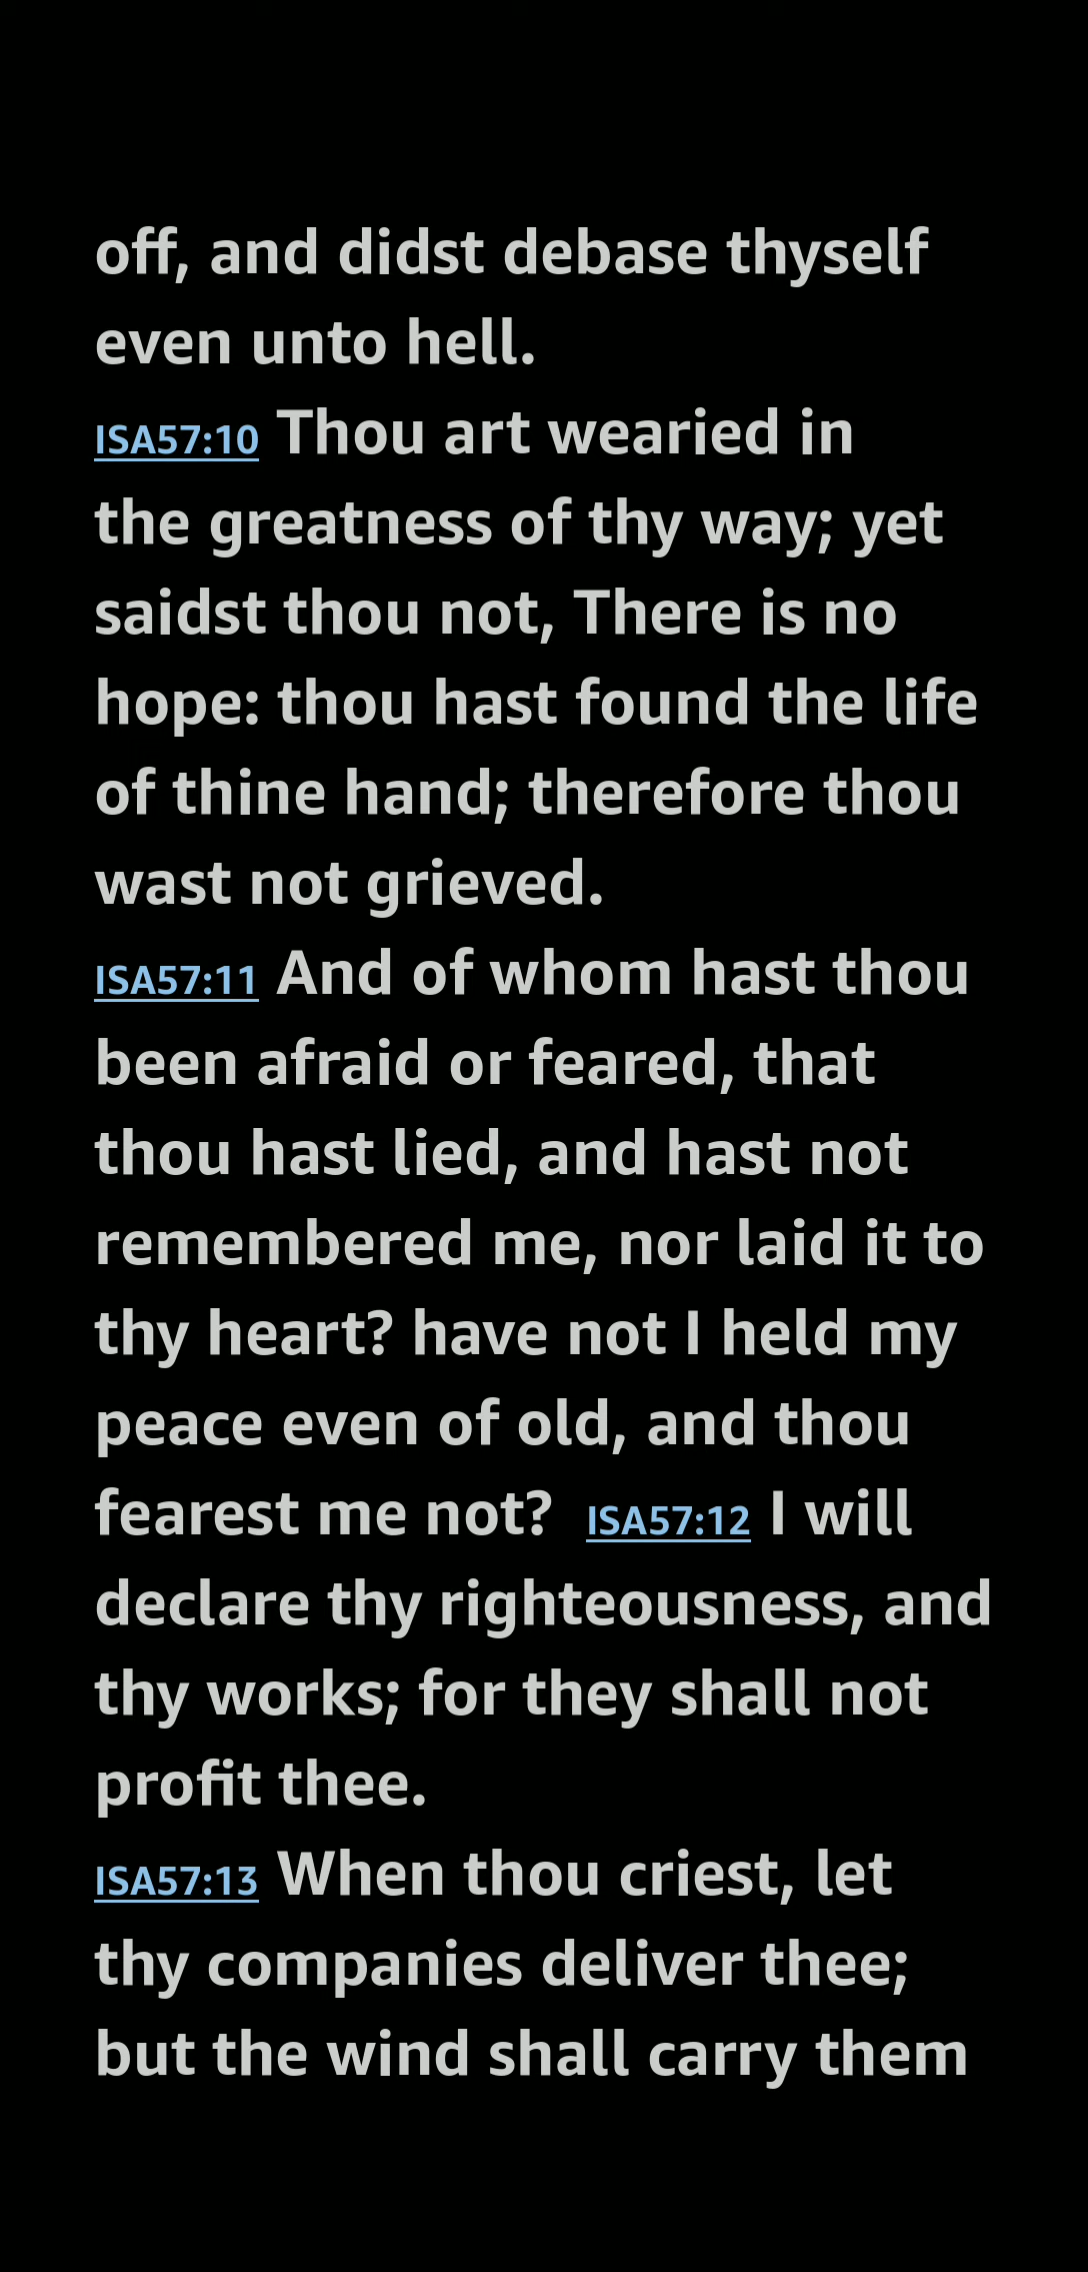 off, and didst debase thyself
even unto hell.
ISA57:10 Thou art wearied in
the greatness of thy way; yet
saidst thou not, There is no
hope: thou hast found the life
of thine hand; therefore thou
wast not grieved.
ISA57:11 And of whom hast thou
been afraid or feared, that
thou hast lied, and hast not
remembered me, nor laid it to
thy heart? have not I held my
peace even of old, and thou
fearest me not? ISA57:12 I will
declare thy righteousness, and
thy works; for they shall not
profit thee.
ISA57:13 When thou criest, let
thy companies deliver thee;
but the wind shall carry them